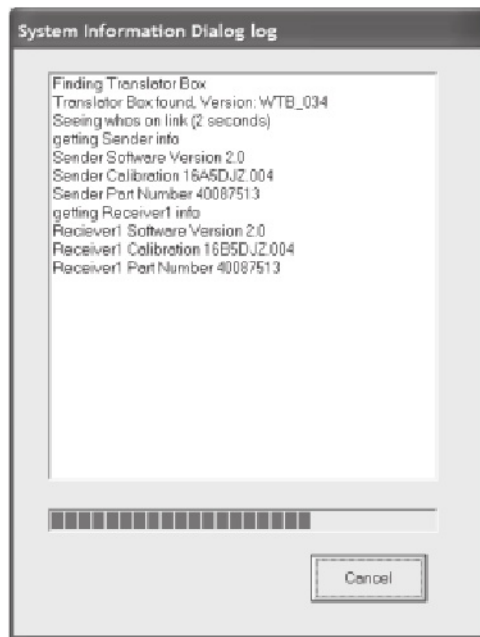 System Information Dialog log
Finding Translator Box
Translator Box found, Version: WTB_034
Seeing whos on link (2 seconds)
getting Sender info
Sender Software Version 2.0
Sender Calibration 16A5DJZ.004
Sender Part Number 40087513
getting Receiver1 info
Reciever1 Software Version 2.0
Receiver1 Calibration 16B5DJZ.004
Receiver1 Part Number 40087513
Cancel